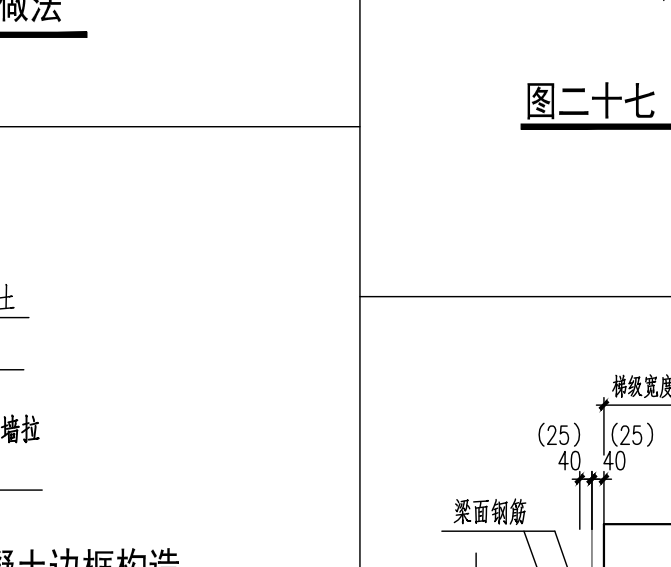 做法
图二十七
土
墙拉
凝土边框构造
梯级宽度
(25) (25)
40 40
梁面钢筋